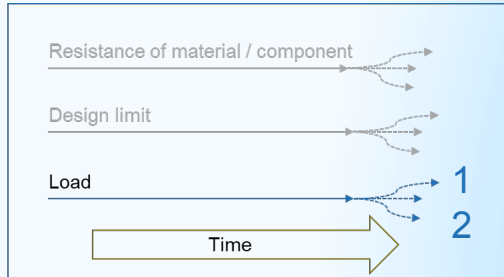 Resistance of material / component
Design limit
Load
1
2
Time